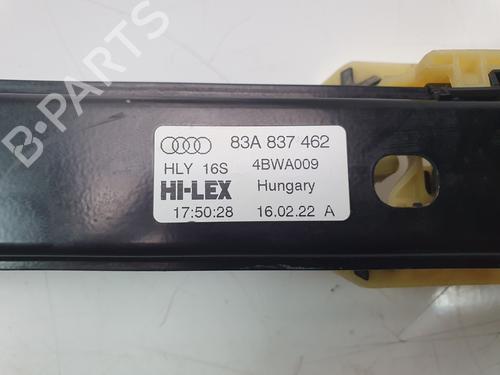 B-PARTS
83A 837 462
HLY 16S 4BWA009
HI-LEX Hungary
17:50:28 16.02.22 A